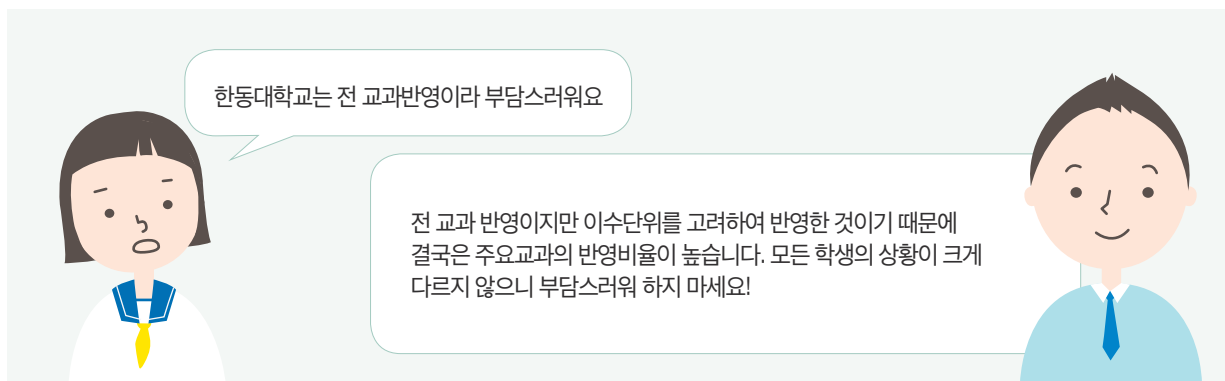 한동대학교는 전 교과반영이라 부담스러워요
전 교과 반영이지만 이수단위를 고려하여 반영한 것이기 때문에
결국은 주요교과의 반영비율이 높습니다. 모든 학생의 상황이 크게
다르지 않으니 부담스러워 하지 마세요!